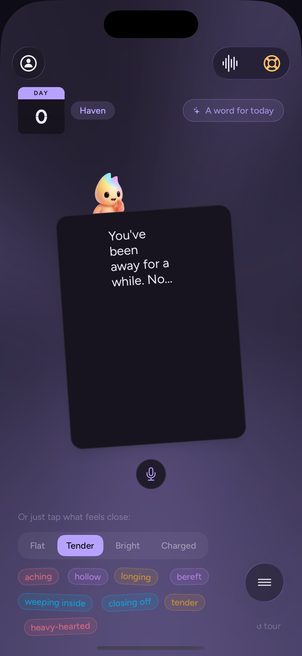 DAY
0
Haven
A word for today
You've
been
away for a
while. No...
Or just tap what feels close:
Flat Tender Bright Charged
aching hollow longing bereft
weeping inside closing off tender
heavy-hearted
↺ tour